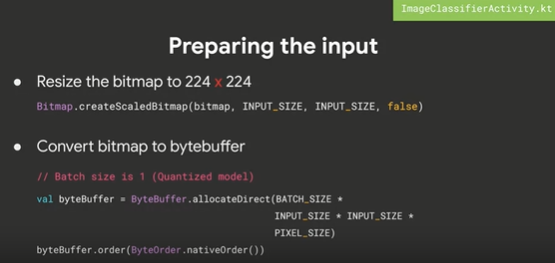 ImageClassifierActivity.kt
Preparing the input
● Resize the bitmap to 224 x 224
Bitmap.createScaledBitmap(bitmap, INPUT_SIZE, INPUT_SIZE, false)
● Convert bitmap to bytebuffer
// Batch size is 1 (Quantized model)
val byteBuffer = ByteBuffer.allocateDirect(BATCH_SIZE *
INPUT_SIZE * INPUT_SIZE *
PIXEL_SIZE)
byteBuffer.order(ByteOrder.nativeOrder())